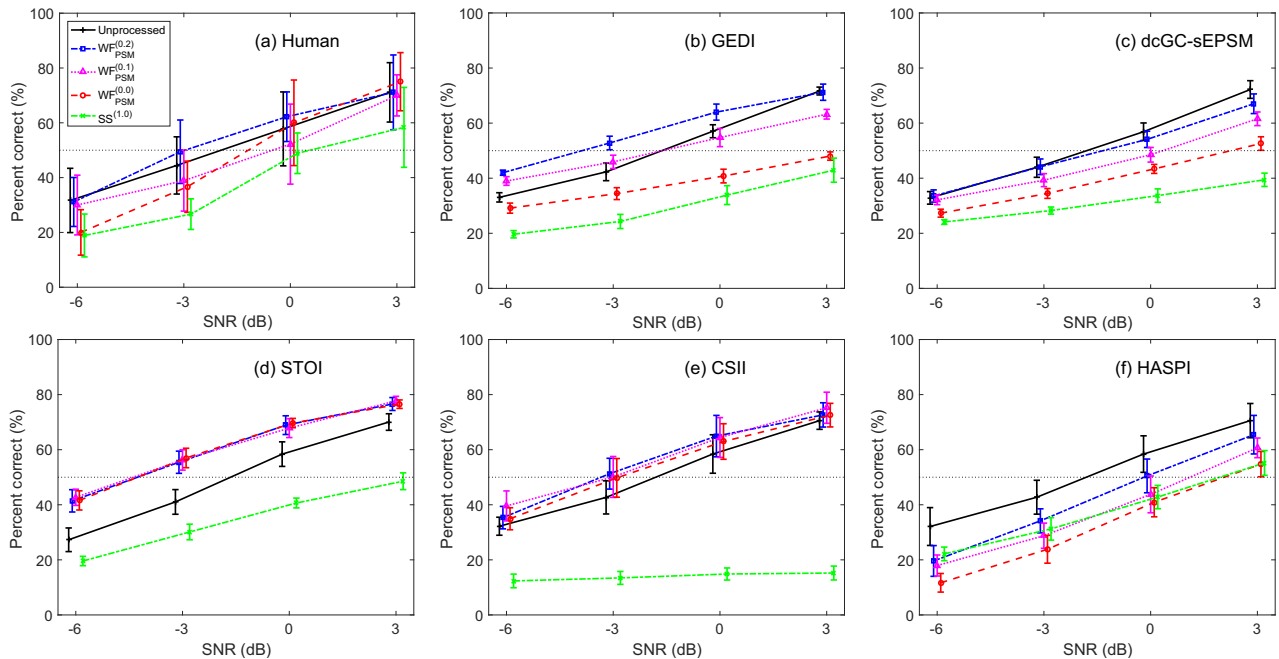 (a) Human
Unprocessed
WF(0.2)PSM
WF(0.1)PSM
WF(0.0)PSM
SS(1.0)
Percent correct (%)
100
80
60
40
20
0
-6 -3 0 3
SNR (dB)
(b) GEDI
Percent correct (%)
100
80
60
40
20
0
-6 -3 0 3
SNR (dB)
(c) dcGC-sEPSM
Percent correct (%)
100
80
60
40
20
0
-6 -3 0 3
SNR (dB)
(d) STOI
Percent correct (%)
100
80
60
40
20
0
-6 -3 0 3
SNR (dB)
(e) CSII
Percent correct (%)
100
80
60
40
20
0
-6 -3 0 3
SNR (dB)
(f) HASPI
Percent correct (%)
100
80
60
40
20
0
-6 -3 0 3
SNR (dB)